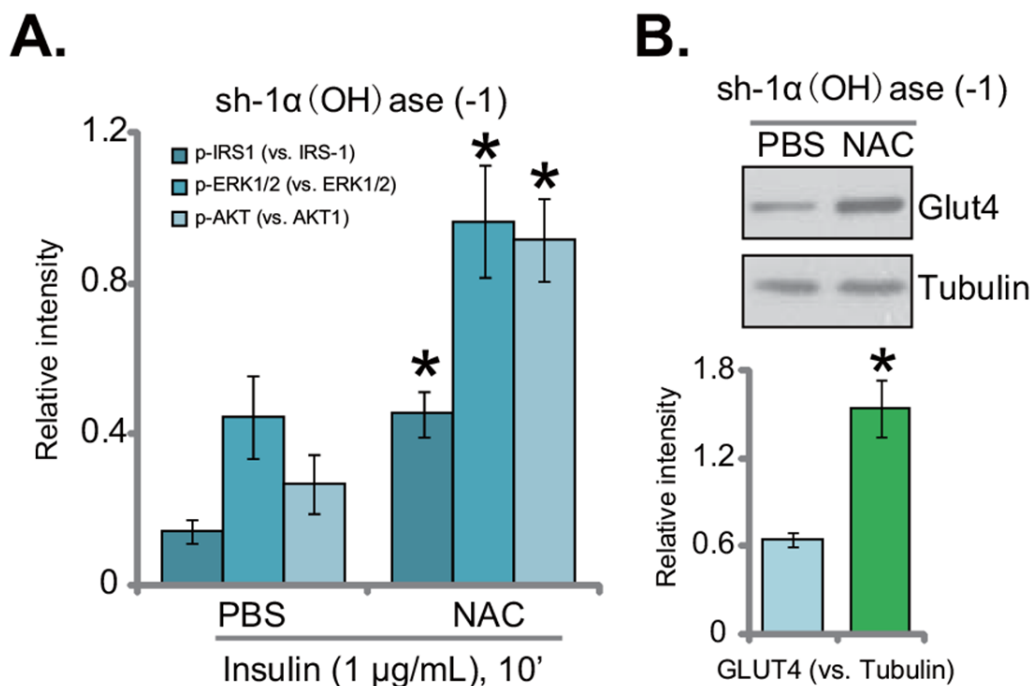 A.
sh-1α(OH) ase (-1)
1.2
0.8
0.4
0
Relative intensity
p-IRS1 (vs. IRS-1)
p-ERK1/2 (vs. ERK1/2)
p-AKT (vs. AKT1)
*
*
*
PBS NAC
Insulin (1 μg/mL), 10’
B.
sh-1α(OH) ase (-1)
PBS NAC
Glut4
Tubulin
1.8
1.2
0.6
0
Relative intensity
*
GLUT4 (vs. Tubulin)